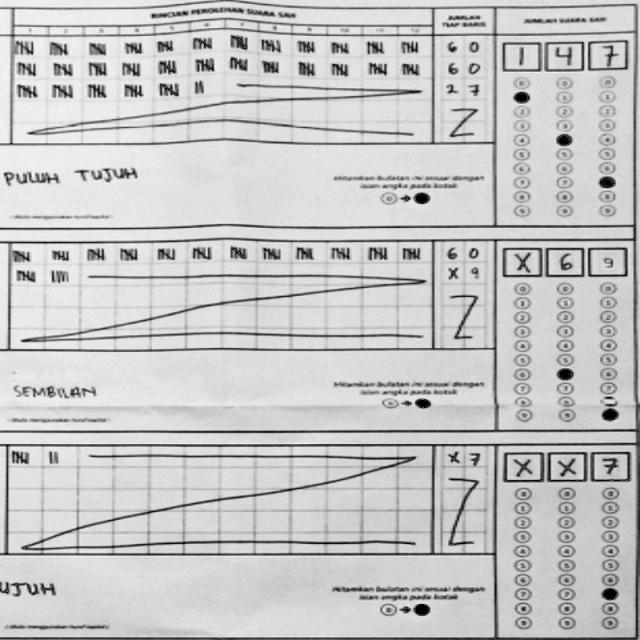 RINCIAN PEROLEHAN SUARA SAH
JUMLAH TIAP BARIS
JUMLAH SUARA SAH
1 2 3 4 5 6 7 8 9 10 11 12
6 0
6 0
2 7
1 4 7
PULUH TUJUH
Hitamkan bulatan ini sesuai dengan
isian angka pada kotak
(ditulis menggunakan huruf kapital)
6 0
X 9
X 6 9
SEMBILAN
Hitamkan bulatan ini sesuai dengan
isian angka pada kotak
(ditulis menggunakan huruf kapital)
X 7
X X 7
UJUH
Hitamkan bulatan ini sesuai dengan
isian angka pada kotak
(ditulis menggunakan huruf kapital)